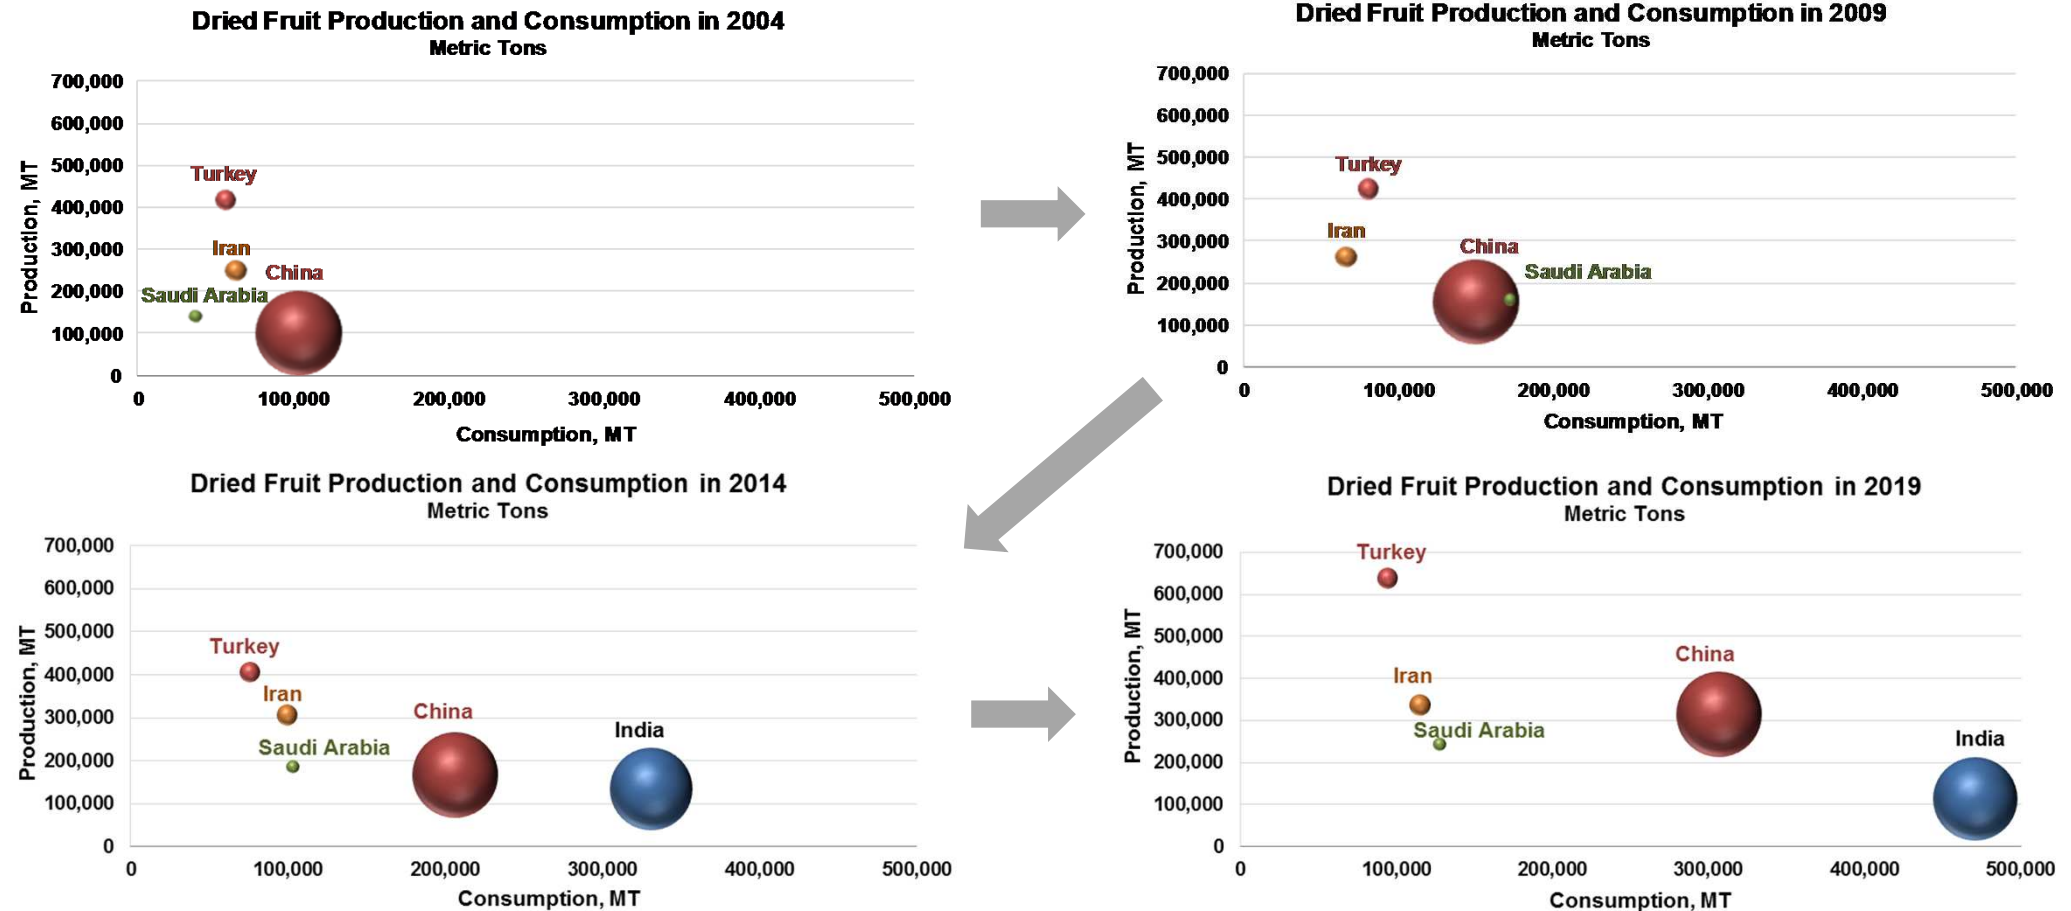 Dried Fruit Production and Consumption in 2004
Metric Tons
700,000
600,000
500,000
400,000
300,000
200,000
100,000
0
Production, MT
Turkey
Iran
China
Saudi Arabia
0 100,000 200,000 300,000 400,000 500,000
Consumption, MT
Dried Fruit Production and Consumption in 2009
Metric Tons
700,000
600,000
500,000
400,000
300,000
200,000
100,000
0
Production, MT
Turkey
Iran
China
Saudi Arabia
0 100,000 200,000 300,000 400,000 500,000
Consumption, MT
Dried Fruit Production and Consumption in 2014
Metric Tons
700,000
600,000
500,000
400,000
300,000
200,000
100,000
0
Production, MT
Turkey
Iran
China
India
Saudi Arabia
0 100,000 200,000 300,000 400,000 500,000
Consumption, MT
Dried Fruit Production and Consumption in 2019
Metric Tons
700,000
600,000
500,000
400,000
300,000
200,000
100,000
0
Production, MT
Turkey
China
Iran
Saudi Arabia
India
0 100,000 200,000 300,000 400,000 500,000
Consumption, MT